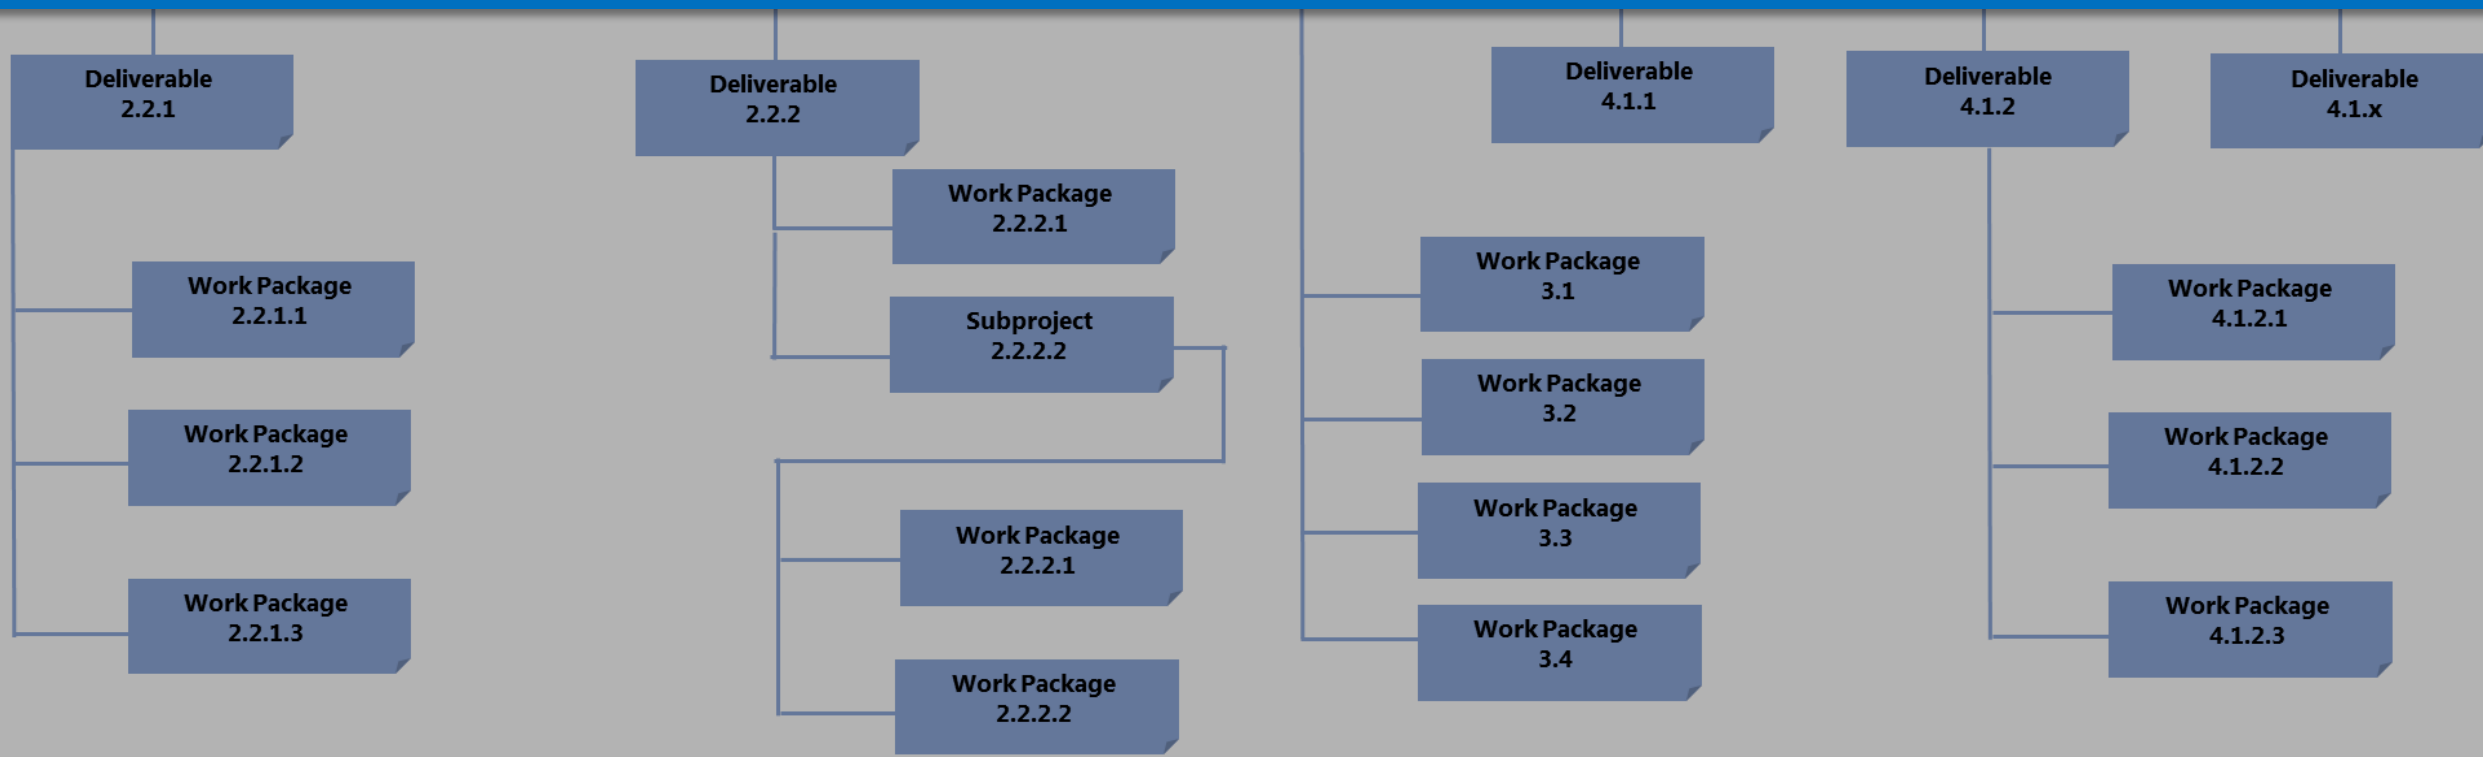 Deliverable
2.2.1
Work Package
2.2.1.1
Work Package
2.2.1.2
Work Package
2.2.1.3
Deliverable
2.2.2
Work Package
2.2.2.1
Subproject
2.2.2.2
Work Package
2.2.2.1
Work Package
2.2.2.2
Work Package
3.1
Work Package
3.2
Work Package
3.3
Work Package
3.4
Deliverable
4.1.1
Deliverable
4.1.2
Work Package
4.1.2.1
Work Package
4.1.2.2
Work Package
4.1.2.3
Deliverable
4.1.x